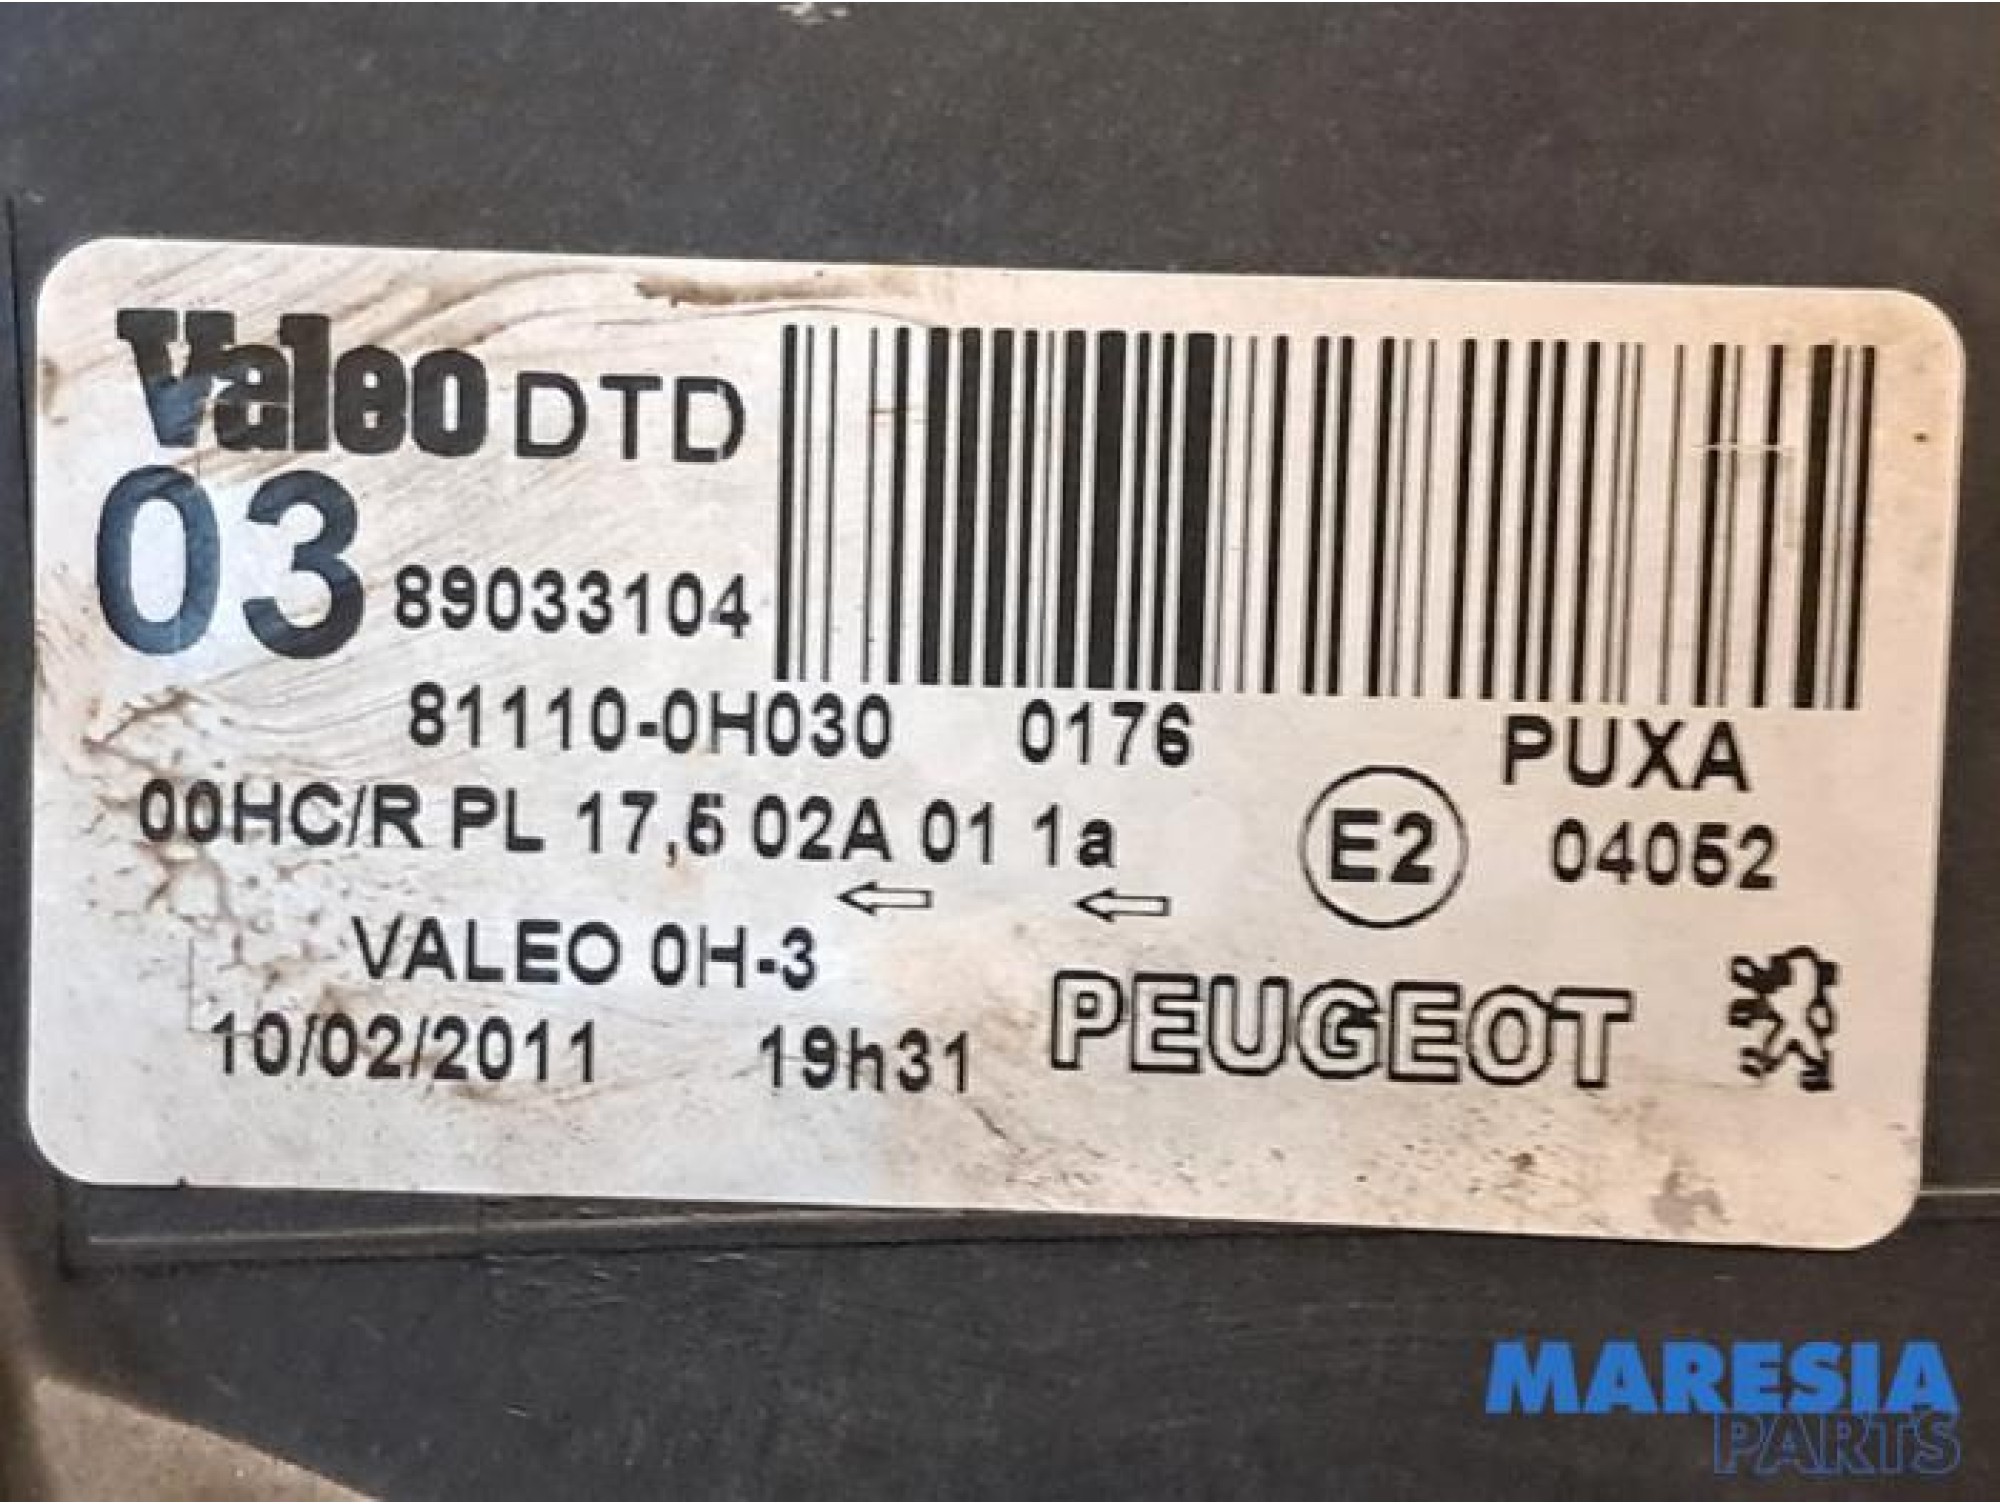 Valeo DTD
03 89033104
81110-0H030 0176 PUXA
00HC/R PL 17,5 02A 01 1a E2 04052
VALEO 0H-3
10/02/2011 19h31 PEUGEOT
MARESIA
PARTS